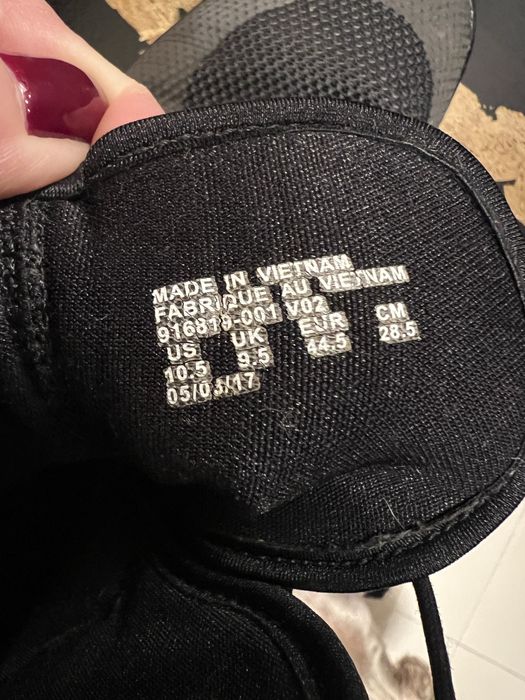 MADE IN VIETNAM
FABRIQUE AU VIETNAM
916819-001 V02
US UK EUR CM
10.5 9.5 44.5 28.5
05/05/17